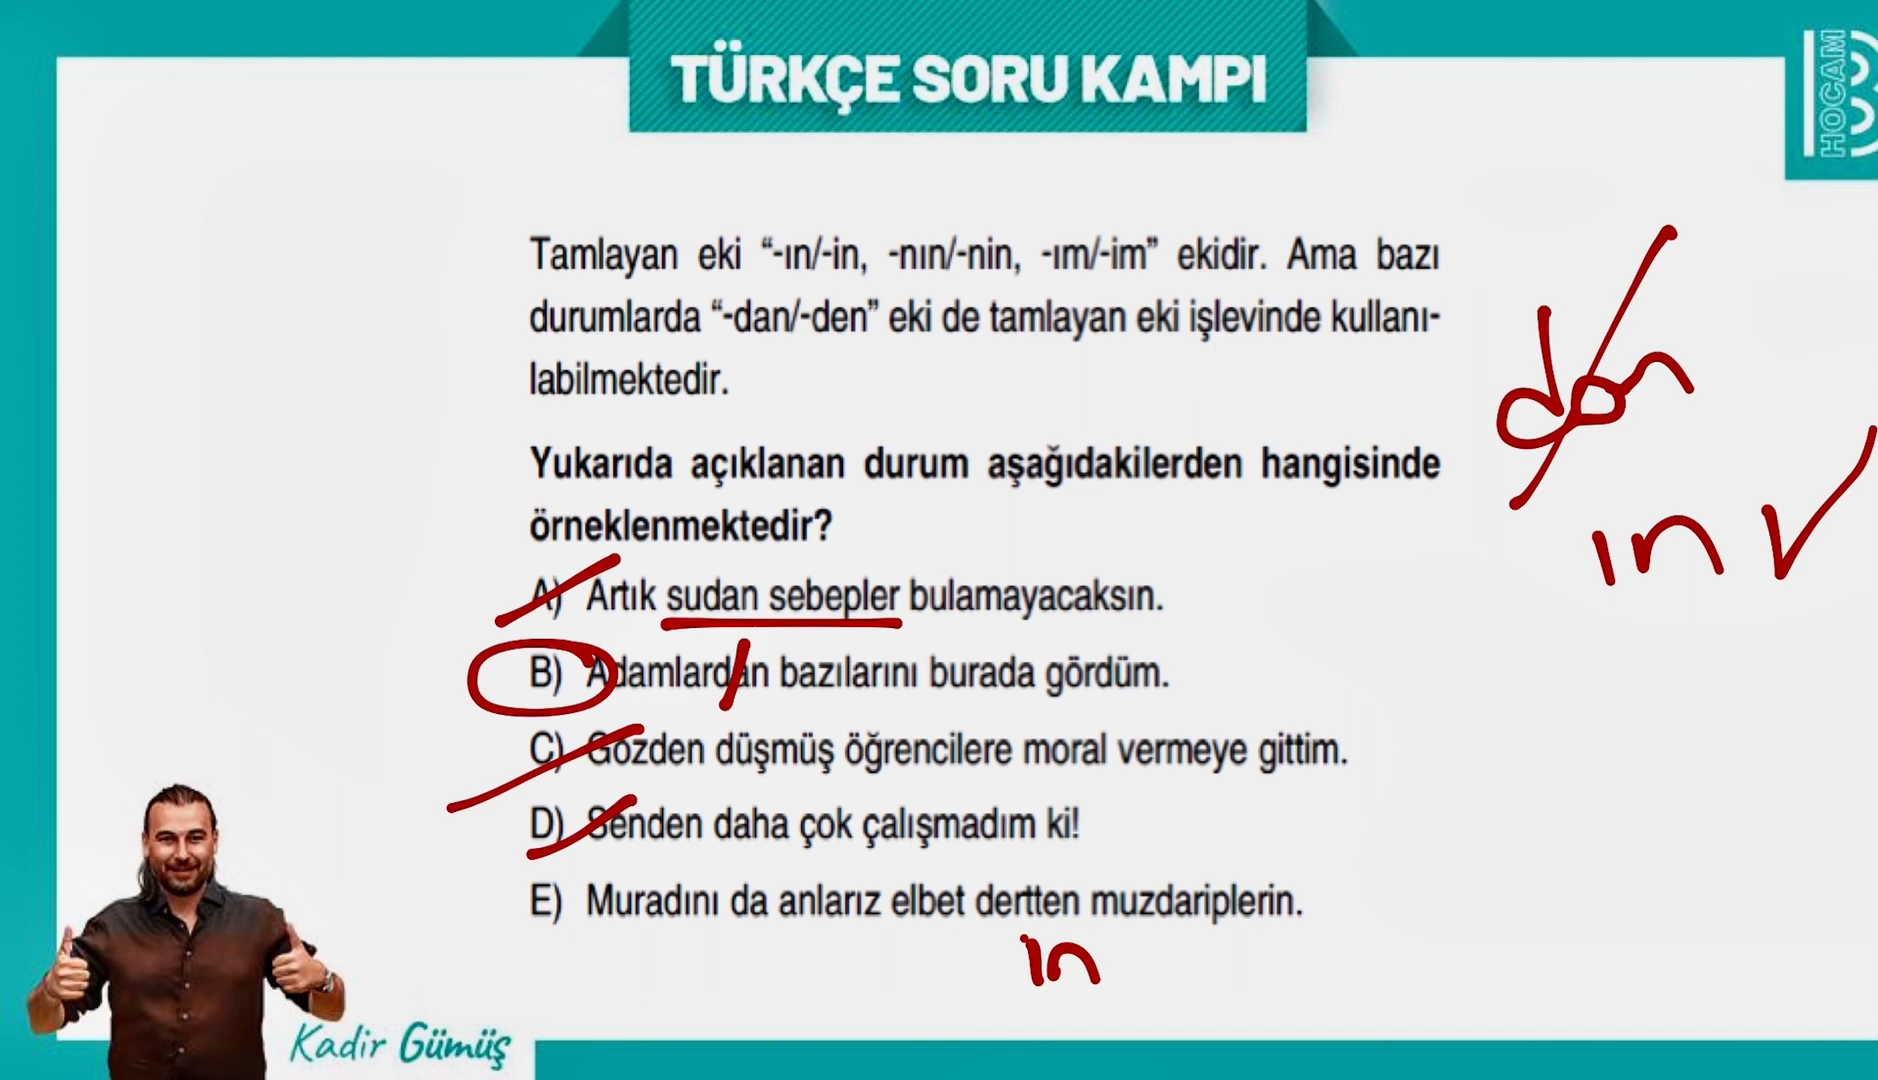 TÜRKÇE SORU KAMPI
HOCAM
Tamlayan eki “-ın/-in, -nın/-nin, -ım/-im” ekidir. Ama bazı
durumlarda “-dan/-den” eki de tamlayan eki işlevinde kullanı-
labilmektedir.
dan
ın
Yukarıda açıklanan durum aşağıdakilerden hangisinde
örneklenmektedir?
A) Artık sudan sebepler bulamayacaksın.
B) Adamlardan bazılarını burada gördüm.
C) Gözden düşmüş öğrencilere moral vermeye gittim.
D) Senden daha çok çalışmadım ki!
E) Muradını da anlarız elbet dertten muzdariplerin.
in
Kadir Gümüş